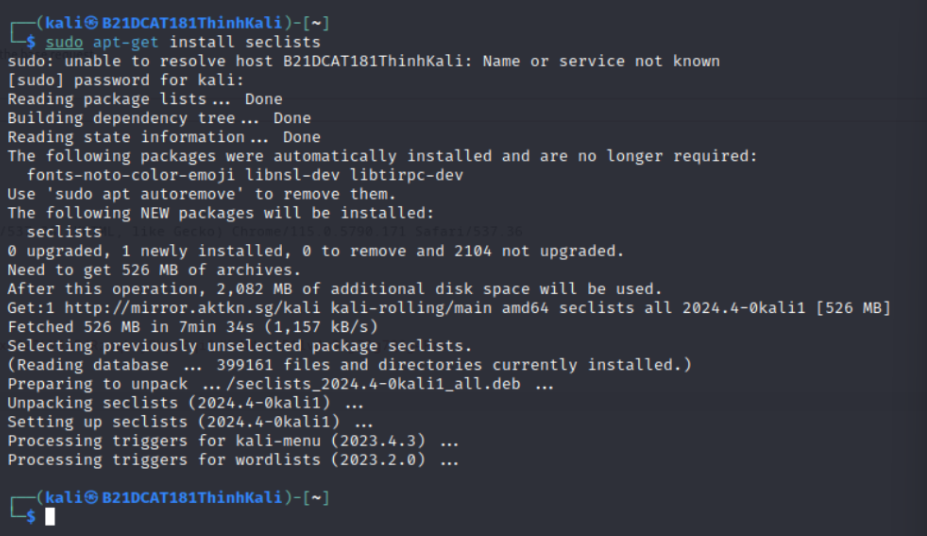 ┌──(kali㉿B21DCAT181ThinhKali)-[~]
└─$ sudo apt-get install seclists
sudo: unable to resolve host B21DCAT181ThinhKali: Name or service not known
[sudo] password for kali:
Reading package lists... Done
Building dependency tree... Done
Reading state information... Done
The following packages were automatically installed and are no longer required:
  fonts-noto-color-emoji libnsl-dev libtirpc-dev
Use 'sudo apt autoremove' to remove them.
The following NEW packages will be installed:
  seclists
0 upgraded, 1 newly installed, 0 to remove and 2104 not upgraded.
Need to get 526 MB of archives.
After this operation, 2,082 MB of additional disk space will be used.
Get:1 http://mirror.aktkn.sg/kali kali-rolling/main amd64 seclists all 2024.4-0kali1 [526 MB]
Fetched 526 MB in 7min 34s (1,157 kB/s)
Selecting previously unselected package seclists.
(Reading database ... 399161 files and directories currently installed.)
Preparing to unpack .../seclists_2024.4-0kali1_all.deb ...
Unpacking seclists (2024.4-0kali1) ...
Setting up seclists (2024.4-0kali1) ...
Processing triggers for kali-menu (2023.4.3) ...
Processing triggers for wordlists (2023.2.0) ...
┌──(kali㉿B21DCAT181ThinhKali)-[~]
└─$